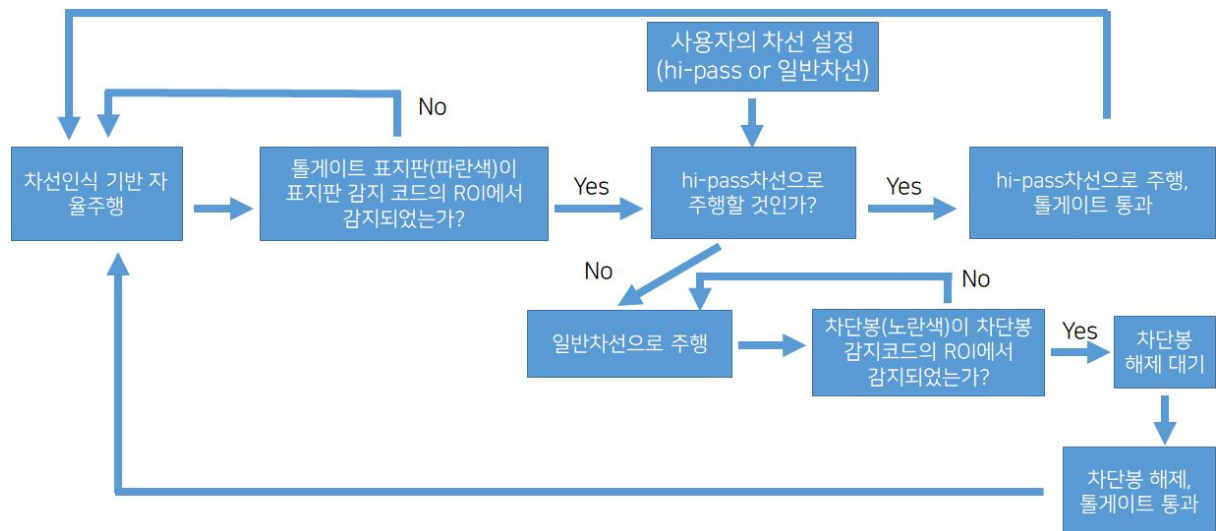 사용자의 차선 설정
(hi-pass or 일반차선)
No
차선인식 기반 자
율주행
톨게이트 표지판(파란색)이
표지판 감지 코드의 ROI에서
감지되었는가?
Yes
hi-pass차선으로
주행할 것인가?
Yes
hi-pass차선으로 주행,
톨게이트 통과
No
일반차선으로 주행
No
차단봉(노란색)이 차단봉
감지코드의 ROI에서
감지되었는가?
Yes
차단봉
해제 대기
차단봉 해제,
톨게이트 통과